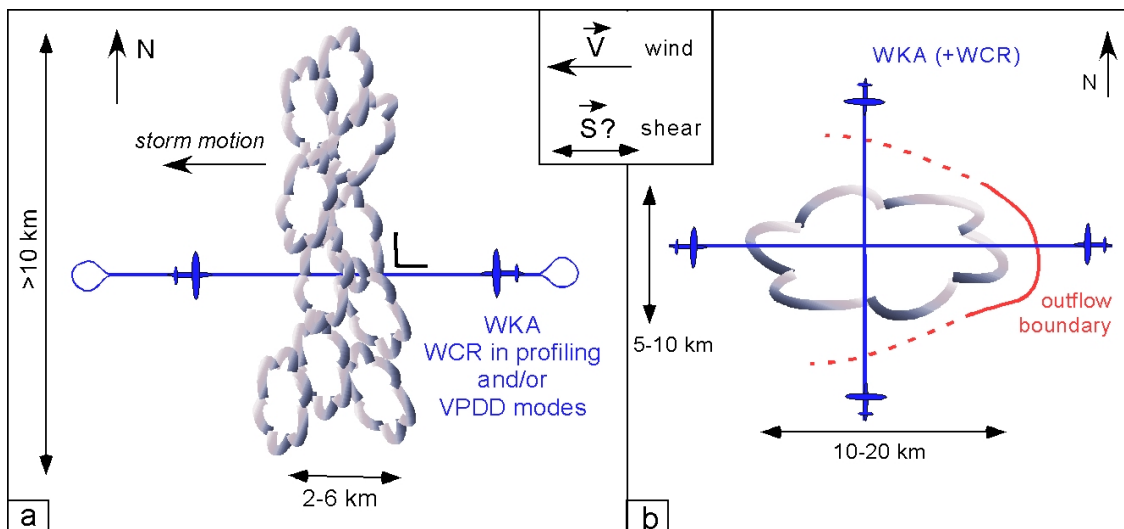 N
storm motion
>10 km
WKA
WCR in profiling
and/or
VPDD modes
2-6 km
a
V wind
S? shear
WKA (+WCR)
N
5-10 km
outflow
boundary
10-20 km
b